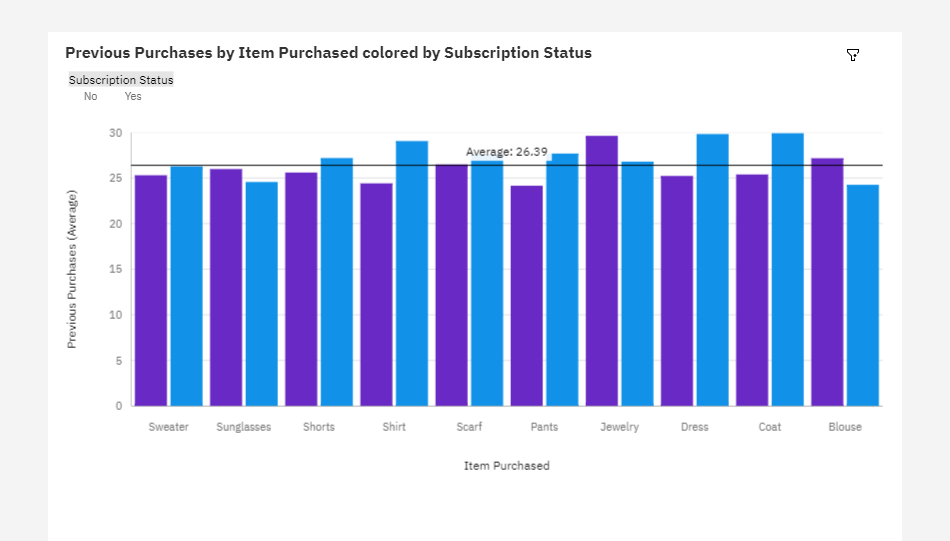 Previous Purchases by Item Purchased colored by Subscription Status
Subscription Status
No Yes
Previous Purchases (Average)
30
25
20
15
10
5
0
Average: 26.39
Sweater Sunglasses Shorts Shirt Scarf Pants Jewelry Dress Coat Blouse
Item Purchased